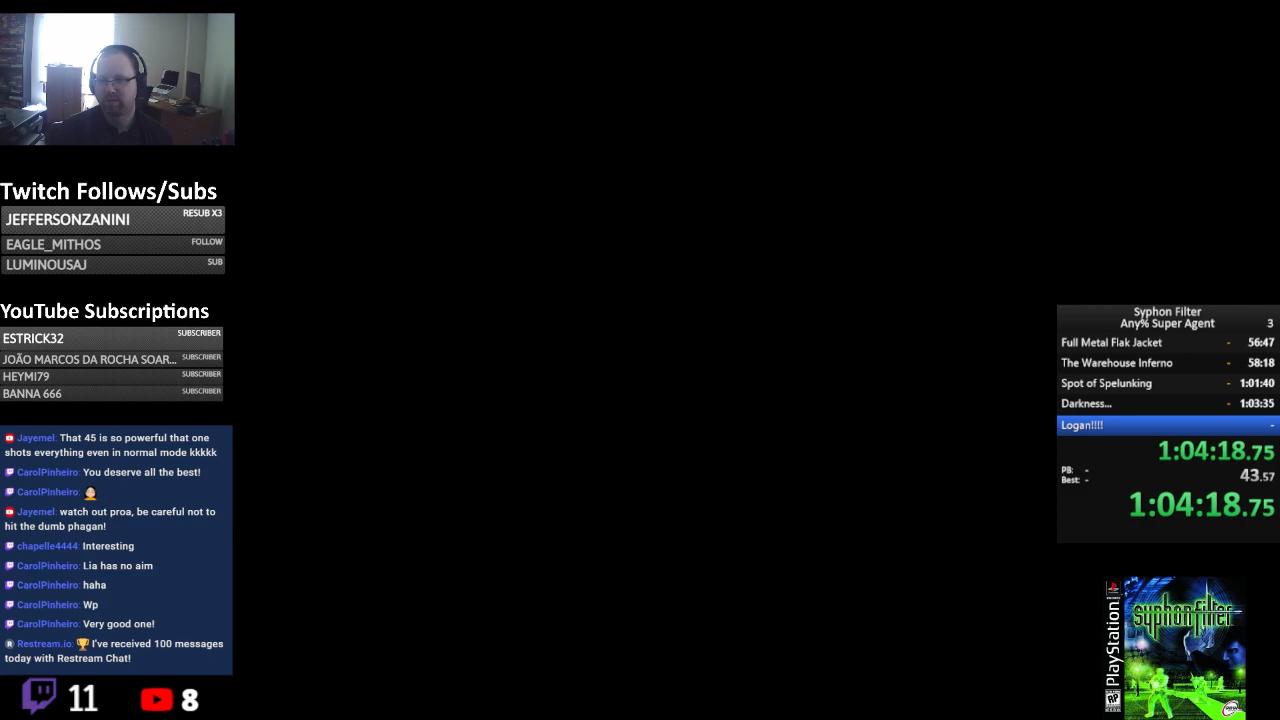 Twitch Follows/Subs
JEFFERSONZANINI RESUB X3
EAGLE_MITHOS FOLLOW
LUMINOUSAJ SUB
YouTube Subscriptions
ESTRICK32 SUBSCRIBER
JOÃO MARCOS DA ROCHA SOAR... SUBSCRIBER
HEYMI79 SUBSCRIBER
BANNA 666 SUBSCRIBER
Jayemel: That 45 is so powerful that one
shots everything even in normal mode kkkkk
CarolPinheiro: You deserve all the best!
CarolPinheiro:
Jayemel: watch out proa, be careful not to
hit the dumb phagan!
chapelle4444: Interesting
CarolPinheiro: Lia has no aim
CarolPinheiro: haha
CarolPinheiro: Wp
CarolPinheiro: Very good one!
Restream.io: I've received 100 messages
today with Restream Chat!
11 8
Syphon Filter
Any% Super Agent 3
Full Metal Flak Jacket - 56:47
The Warehouse Inferno - 58:18
Spot of Spelunking - 1:01:40
Darkness... - 1:03:35
Logan!!!! -
1:04:18.75
PB: - 43.57
Best: -
1:04:18.75
PlayStation
syphon filter